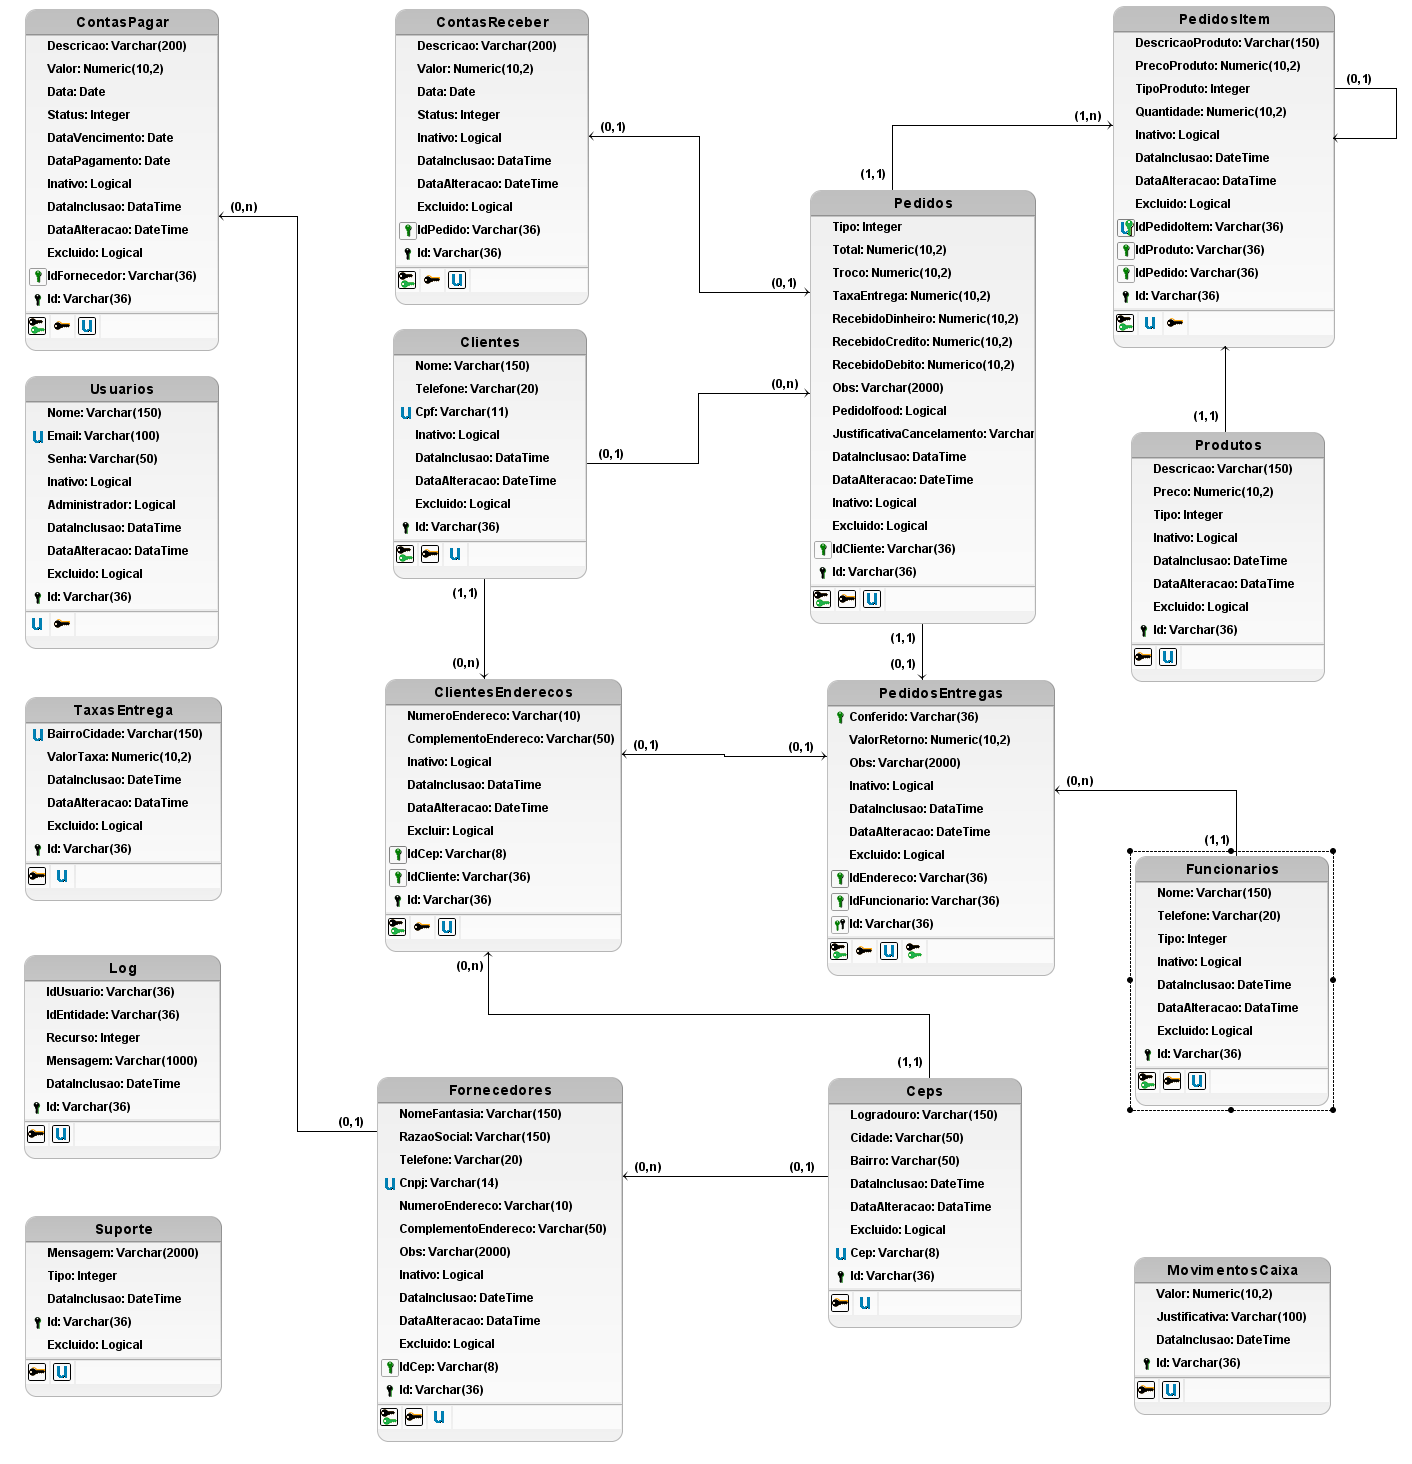 ContasPagar
Descricao: Varchar(200)
Valor: Numeric(10,2)
Data: Date
Status: Integer
DataVencimento: Date
DataPagamento: Date
Inativo: Logical
DataInclusao: DataTime
DataAlteracao: DateTime
Excluido: Logical
IdFornecedor: Varchar(36)
Id: Varchar(36)
u
(0,n)
ContasReceber
Descricao: Varchar(200)
Valor: Numeric(10,2)
Data: Date
Status: Integer
Inativo: Logical
DataInclusao: DataTime
DataAlteracao: DateTime
Excluido: Logical
IdPedido: Varchar(36)
Id: Varchar(36)
u
(0,1)
(0,1)
PedidosItem
DescricaoProduto: Varchar(150)
PrecoProduto: Numeric(10,2)
TipoProduto: Integer
Quantidade: Numeric(10,2)
Inativo: Logical
DataInclusao: DateTime
DataAlteracao: DateTime
Excluido: Logical
IdPedidoItem: Varchar(36)
IdProduto: Varchar(36)
IdPedido: Varchar(36)
Id: Varchar(36)
u
(0,1)
(1,n)
(1,1)
Pedidos
Tipo: Integer
Total: Numeric(10,2)
Troco: Numeric(10,2)
TaxaEntrega: Numeric(10,2)
RecebidoDinheiro: Numeric(10,2)
RecebidoCredito: Numeric(10,2)
RecebidoDebito: Numerico(10,2)
Obs: Varchar(2000)
PedidoIfood: Logical
JustificativaCancelamento: Varchar
DataInclusao: DataTime
DataAlteracao: DateTime
Inativo: Logical
Excluido: Logical
IdCliente: Varchar(36)
Id: Varchar(36)
u
Clientes
Nome: Varchar(150)
Telefone: Varchar(20)
u Cpf: Varchar(11)
Inativo: Logical
DataInclusao: DataTime
DataAlteracao: DateTime
Excluido: Logical
Id: Varchar(36)
u
(0,1)
(0,n)
(1,1)
(0,n)
Usuarios
Nome: Varchar(150)
u Email: Varchar(100)
Senha: Varchar(50)
Inativo: Logical
Administrador: Logical
DataInclusao: DataTime
DataAlteracao: DataTime
Excluido: Logical
Id: Varchar(36)
u
(1,1)
Produtos
Descricao: Varchar(150)
Preco: Numeric(10,2)
Tipo: Integer
Inativo: Logical
DataInclusao: DateTime
DataAlteracao: DataTime
Excluido: Logical
Id: Varchar(36)
u
(1,1)
(0,1)
TaxasEntrega
u BairroCidade: Varchar(150)
ValorTaxa: Numeric(10,2)
DataInclusao: DateTime
DataAlteracao: DataTime
Excluido: Logical
Id: Varchar(36)
u
ClientesEnderecos
NumeroEndereco: Varchar(10)
ComplementoEndereco: Varchar(50)
Inativo: Logical
DataInclusao: DataTime
DataAlteracao: DateTime
Excluir: Logical
IdCep: Varchar(8)
IdCliente: Varchar(36)
Id: Varchar(36)
u
(0,1)
(0,1)
(0,n)
PedidosEntregas
Conferido: Varchar(36)
ValorRetorno: Numeric(10,2)
Obs: Varchar(2000)
Inativo: Logical
DataInclusao: DataTime
DataAlteracao: DateTime
Excluido: Logical
IdEndereco: Varchar(36)
IdFuncionario: Varchar(36)
Id: Varchar(36)
u
(0,n)
(1,1)
Funcionarios
Nome: Varchar(150)
Telefone: Varchar(20)
Tipo: Integer
Inativo: Logical
DataInclusao: DateTime
DataAlteracao: DataTime
Excluido: Logical
Id: Varchar(36)
u
Log
IdUsuario: Varchar(36)
IdEntidade: Varchar(36)
Recurso: Integer
Mensagem: Varchar(1000)
DataInclusao: DateTime
Id: Varchar(36)
u
(0,1)
Fornecedores
NomeFantasia: Varchar(150)
RazaoSocial: Varchar(150)
Telefone: Varchar(20)
u Cnpj: Varchar(14)
NumeroEndereco: Varchar(10)
ComplementoEndereco: Varchar(50)
Obs: Varchar(2000)
Inativo: Logical
DataInclusao: DateTime
DataAlteracao: DataTime
Excluido: Logical
IdCep: Varchar(8)
Id: Varchar(36)
u
(0,n)
(0,1)
(1,1)
Ceps
Logradouro: Varchar(150)
Cidade: Varchar(50)
Bairro: Varchar(50)
DataInclusao: DateTime
DataAlteracao: DataTime
Excluido: Logical
u Cep: Varchar(8)
Id: Varchar(36)
u
Suporte
Mensagem: Varchar(2000)
Tipo: Integer
DataInclusao: DateTime
Id: Varchar(36)
Excluido: Logical
u
MovimentosCaixa
Valor: Numeric(10,2)
Justificativa: Varchar(100)
DataInclusao: DateTime
Id: Varchar(36)
u